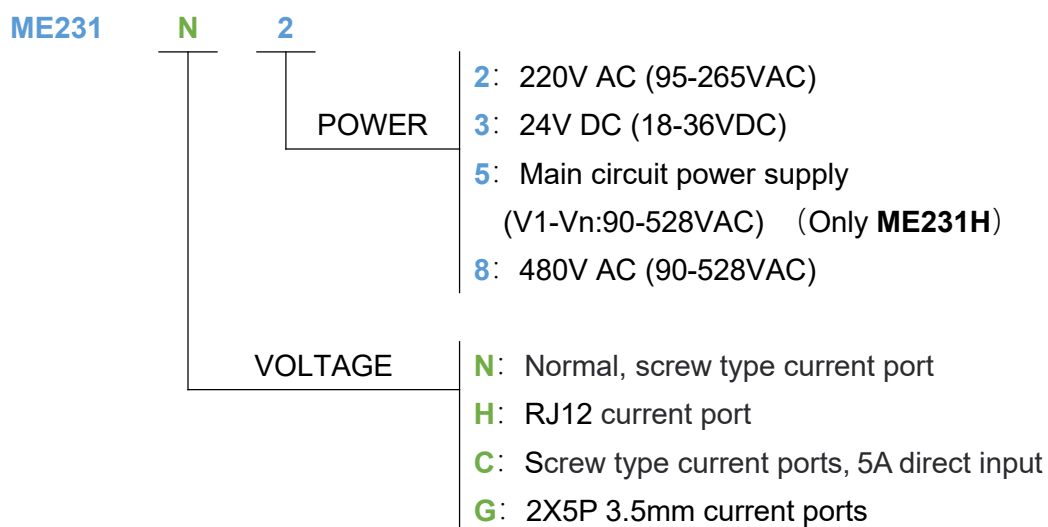 ME231 N 2
2：220V AC (95-265VAC)
POWER 3：24V DC (18-36VDC)
5：Main circuit power supply
(V1-Vn:90-528VAC) （Only ME231H）
8：480V AC (90-528VAC)
VOLTAGE N：Normal, screw type current port
H：RJ12 current port
C：Screw type current ports, 5A direct input
G：2X5P 3.5mm current ports